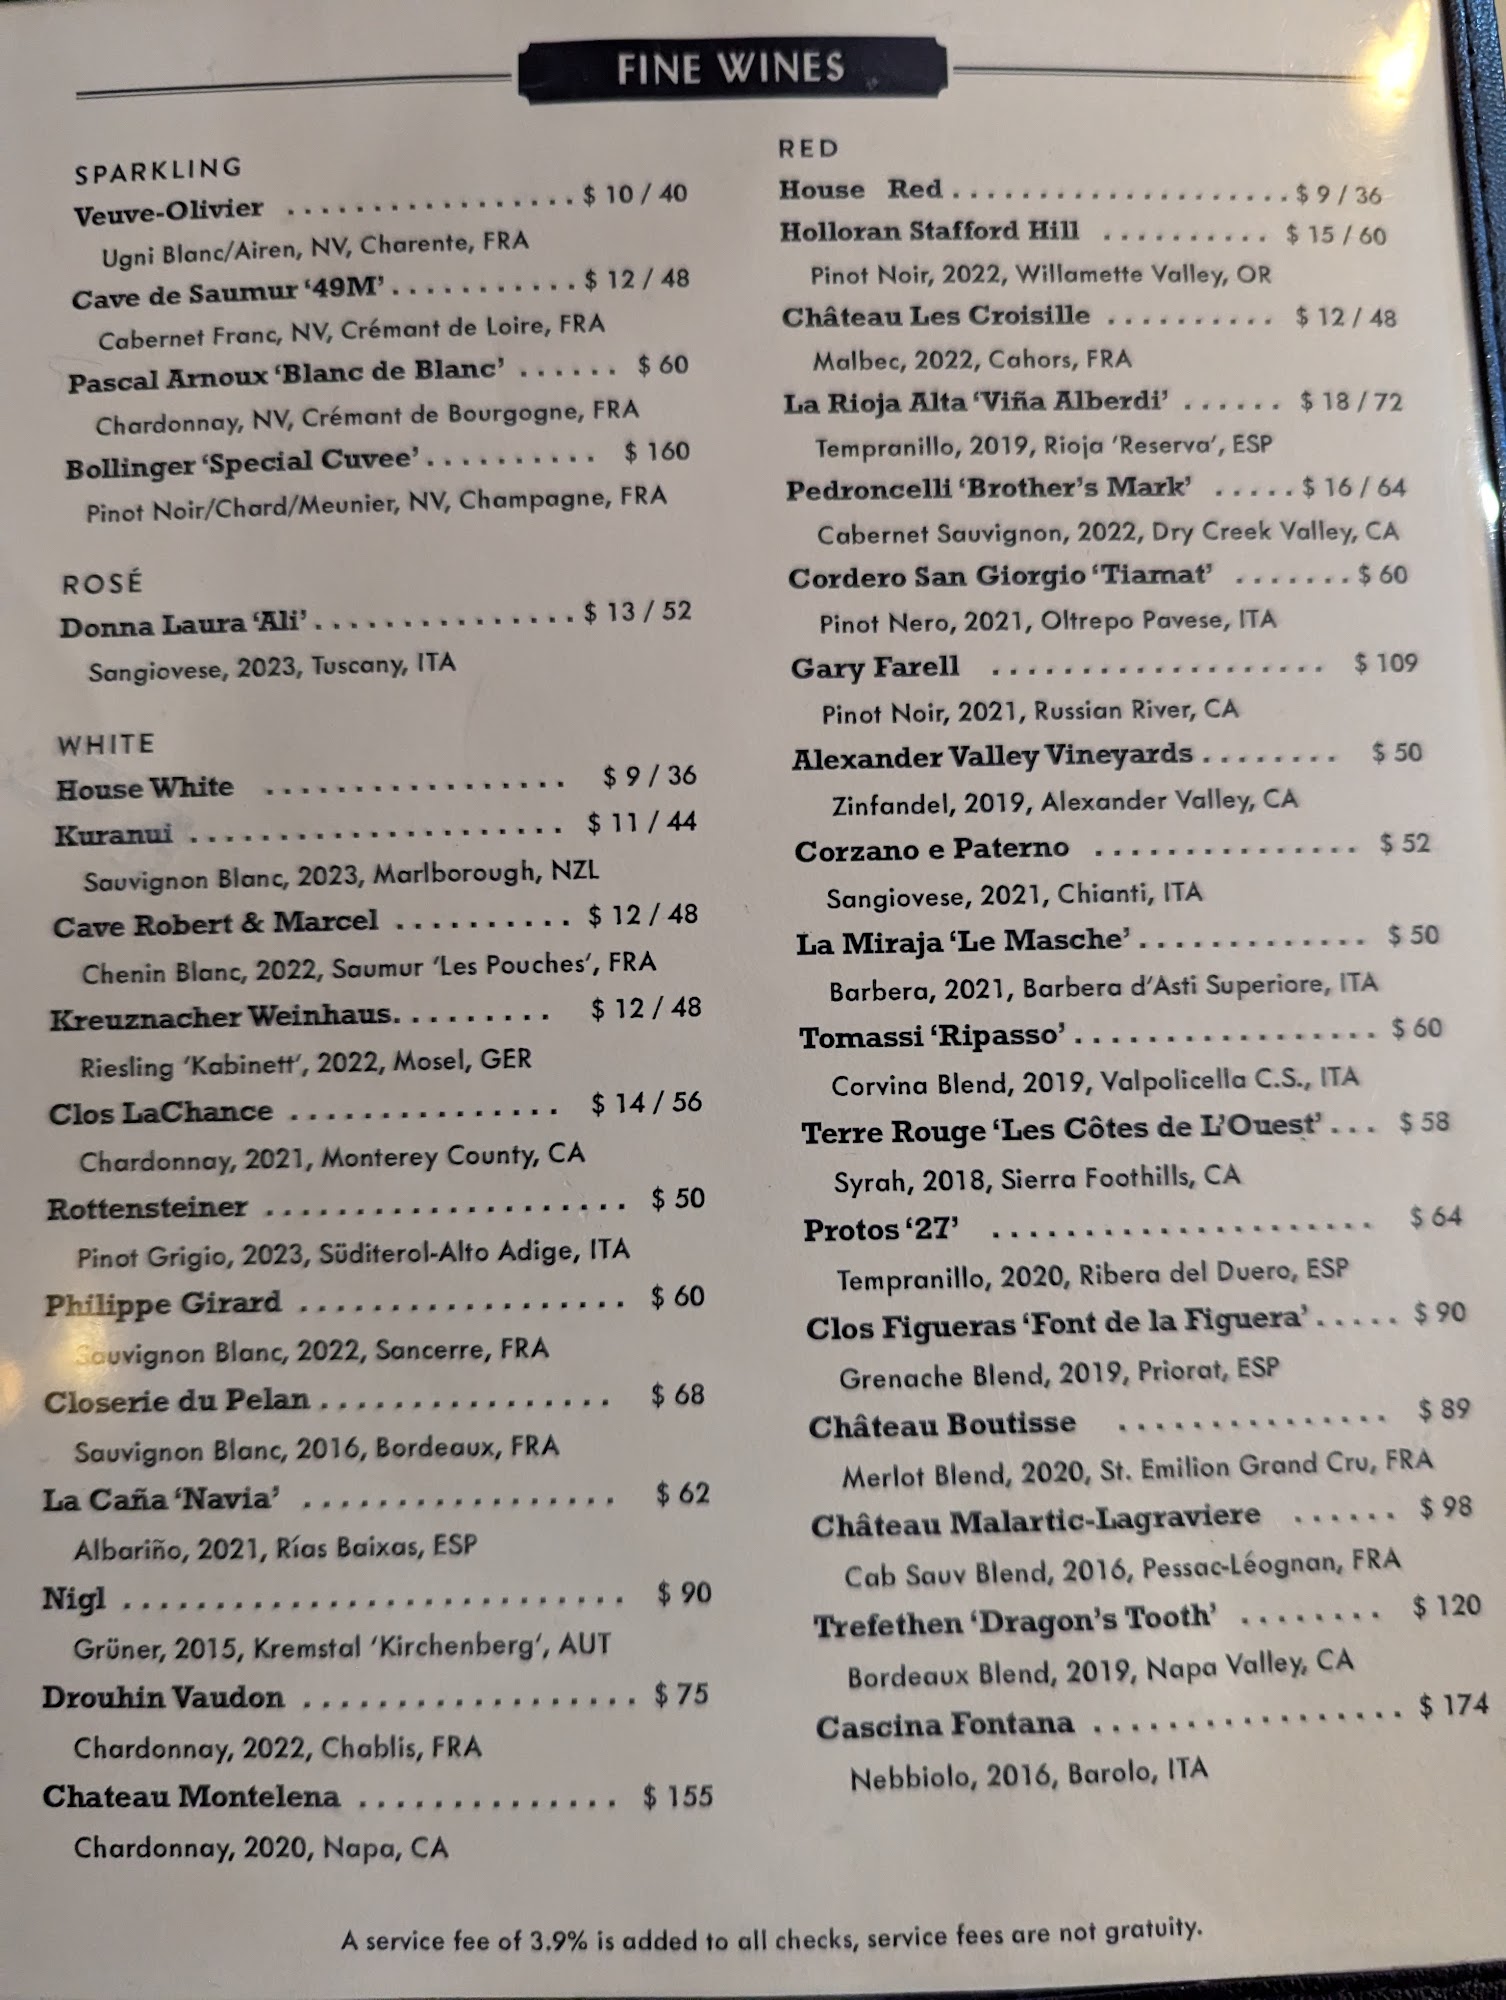 FINE WINES
SPARKLING
Veuve-Olivier . . . . . . . . . . . . . . . . . $ 10 / 40
Ugni Blanc/Airen, NV, Charente, FRA
Cave de Saumur ‘49M’ . . . . . . . . . . . $ 12 / 48
Cabernet Franc, NV, Crémant de Loire, FRA
Pascal Arnoux ‘Blanc de Blanc’ . . . . . . $ 60
Chardonnay, NV, Crémant de Bourgogne, FRA
Bollinger ‘Special Cuvee’ . . . . . . . . . . $ 160
Pinot Noir/Chard/Meunier, NV, Champagne, FRA
ROSÉ
Donna Laura ‘Ali’ . . . . . . . . . . . . . . . $ 13 / 52
Sangiovese, 2023, Tuscany, ITA
WHITE
House White . . . . . . . . . . . . . . . . . $ 9 / 36
Kuranui . . . . . . . . . . . . . . . . . . . . . $ 11 / 44
Sauvignon Blanc, 2023, Marlborough, NZL
Cave Robert & Marcel . . . . . . . . . . $ 12 / 48
Chenin Blanc, 2022, Saumur ‘Les Pouches’, FRA
Kreuznacher Weinhaus. . . . . . . . . $ 12 / 48
Riesling ‘Kabinett’, 2022, Mosel, GER
Clos LaChance . . . . . . . . . . . . . . . $ 14 / 56
Chardonnay, 2021, Monterey County, CA
Rottensteiner . . . . . . . . . . . . . . . . . . . . $ 50
Pinot Grigio, 2023, Süditerol-Alto Adige, ITA
Philippe Girard . . . . . . . . . . . . . . . . . . $ 60
Sauvignon Blanc, 2022, Sancerre, FRA
Closerie du Pelan . . . . . . . . . . . . . . . . $ 68
Sauvignon Blanc, 2016, Bordeaux, FRA
La Caña ‘Navia’ . . . . . . . . . . . . . . . . . $ 62
Albariño, 2021, Rías Baixas, ESP
Nigl . . . . . . . . . . . . . . . . . . . . . . . . . . . $ 90
Grüner, 2015, Kremstal ‘Kirchenberg’, AUT
Drouhin Vaudon . . . . . . . . . . . . . . . . . . $ 75
Chardonnay, 2022, Chablis, FRA
Chateau Montelena . . . . . . . . . . . . . . $ 155
Chardonnay, 2020, Napa, CA
RED
House Red . . . . . . . . . . . . . . . . . . . . . $ 9 / 36
Holloran Stafford Hill . . . . . . . . . . $ 15 / 60
Pinot Noir, 2022, Willamette Valley, OR
Château Les Croisille . . . . . . . . . . $ 12 / 48
Malbec, 2022, Cahors, FRA
La Rioja Alta ‘Viña Alberdi’ . . . . . . $ 18 / 72
Tempranillo, 2019, Rioja ‘Reserva’, ESP
Pedroncelli ‘Brother’s Mark’ . . . . . $ 16 / 64
Cabernet Sauvignon, 2022, Dry Creek Valley, CA
Cordero San Giorgio ‘Tiamat’ . . . . . . . $ 60
Pinot Nero, 2021, Oltrepo Pavese, ITA
Gary Farell . . . . . . . . . . . . . . . . . . . $ 109
Pinot Noir, 2021, Russian River, CA
Alexander Valley Vineyards . . . . . . . . $ 50
Zinfandel, 2019, Alexander Valley, CA
Corzano e Paterno . . . . . . . . . . . . . . . $ 52
Sangiovese, 2021, Chianti, ITA
La Miraja ‘Le Masche’ . . . . . . . . . . . . . $ 50
Barbera, 2021, Barbera d’Asti Superiore, ITA
Tomassi ‘Ripasso’ . . . . . . . . . . . . . . . . . $ 60
Corvina Blend, 2019, Valpolicella C.S., ITA
Terre Rouge ‘Les Côtes de L’Ouest’ . . . $ 58
Syrah, 2018, Sierra Foothills, CA
Protos ‘27’ . . . . . . . . . . . . . . . . . . . . . $ 64
Tempranillo, 2020, Ribera del Duero, ESP
Clos Figueras ‘Font de la Figuera’ . . . . . $ 90
Grenache Blend, 2019, Priorat, ESP
Château Boutisse . . . . . . . . . . . . . . . $ 89
Merlot Blend, 2020, St. Emilion Grand Cru, FRA
Château Malartic-Lagraviere . . . . . . $ 98
Cab Sauv Blend, 2016, Pessac-Léognan, FRA
Trefethen ‘Dragon’s Tooth’ . . . . . . . . $ 120
Bordeaux Blend, 2019, Napa Valley, CA
Cascina Fontana . . . . . . . . . . . . . . . . . $ 174
Nebbiolo, 2016, Barolo, ITA
A service fee of 3.9% is added to all checks, service fees are not gratuity.